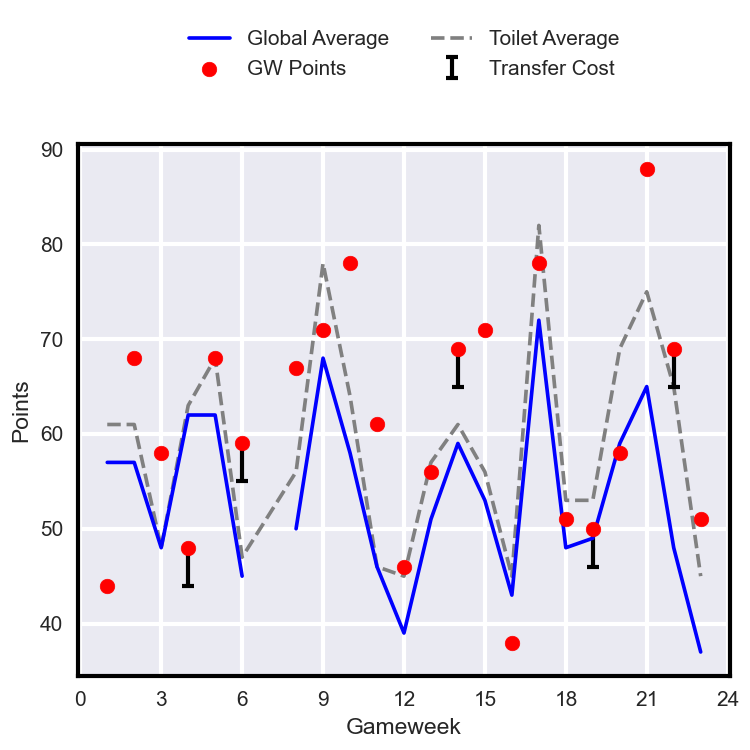 Global Average
Toilet Average
GW Points
Transfer Cost
90
80
70
60
50
40
Points
0 3 6 9 12 15 18 21 24
Gameweek